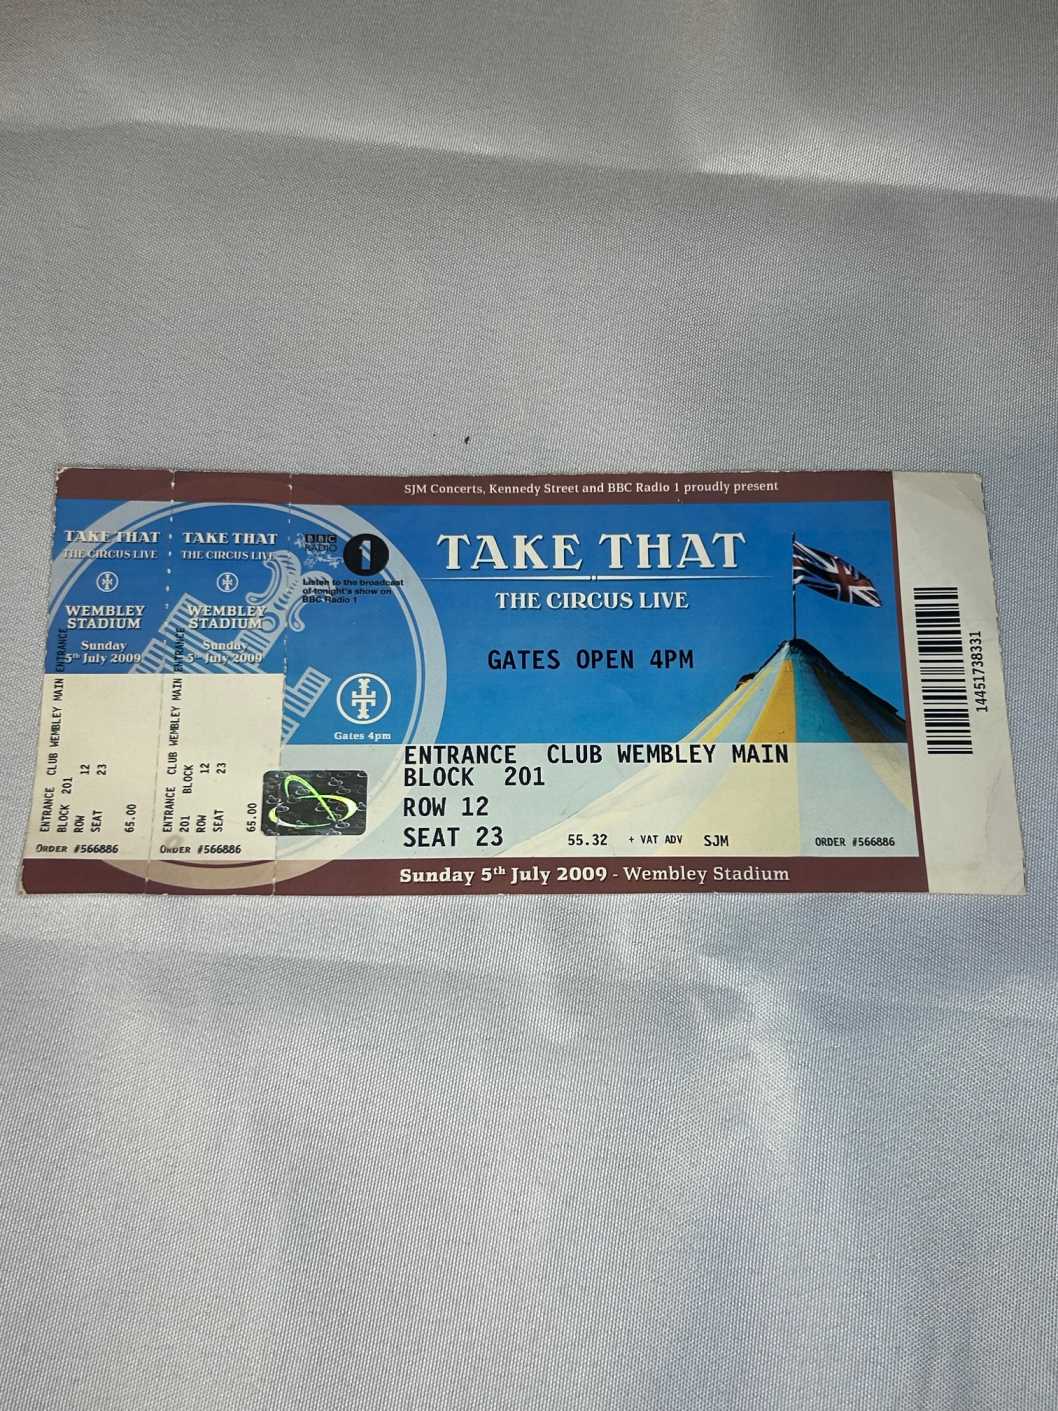 SJM Concerts, Kennedy Street and BBC Radio 1 proudly present
TAKE THAT
THE CIRCUS LIVE
WEMBLEY
STADIUM
Sunday
5th July 2009
ENTRANCE CLUB WEMBLEY MAIN
BLOCK 201
ROW 12
SEAT 23
65.00
ORDER #566886
TAKE THAT
THE CIRCUS LIVE
WEMBLEY
STADIUM
Sunday
5th July 2009
ENTRANCE CLUB WEMBLEY MAIN
201 BLOCK
ROW 12
SEAT 23
65.00
ORDER #566886
BBC
RADIO
1
Listen to the broadcast
of tonight's show on
BBC Radio 1
Gates 4pm
TAKE THAT
THE CIRCUS LIVE
GATES OPEN 4PM
ENTRANCE CLUB WEMBLEY MAIN
BLOCK 201
ROW 12
SEAT 23 55.32 + VAT ADV SJM ORDER #566886
Sunday 5th July 2009 - Wembley Stadium
14451738331